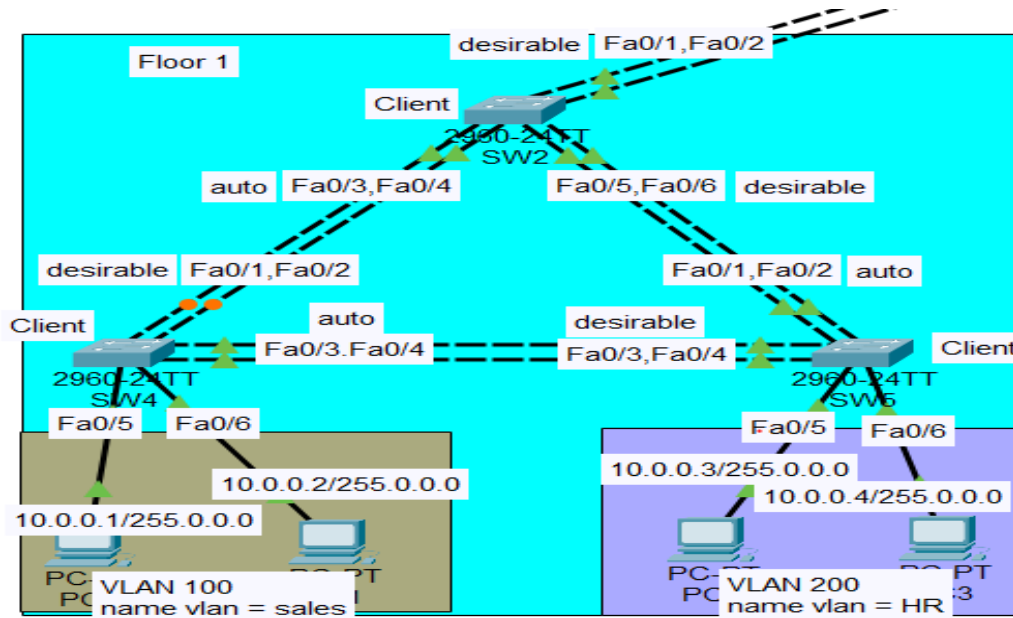 desirable Fa0/1,Fa0/2
Floor 1
Client
2960-24TT
SW2
auto Fa0/3,Fa0/4
Fa0/5,Fa0/6 desirable
desirable Fa0/1,Fa0/2
Fa0/1,Fa0/2 auto
Client
auto
desirable
Fa0/3.Fa0/4
Fa0/3,Fa0/4
Client
2960-24TT
SW4
2960-24TT
SW5
Fa0/5 Fa0/6
Fa0/5 Fa0/6
10.0.0.2/255.0.0.0
10.0.0.3/255.0.0.0
10.0.0.1/255.0.0.0
10.0.0.4/255.0.0.0
VLAN 100
name vlan = sales
PC-PT
VLAN 200
name vlan = HR